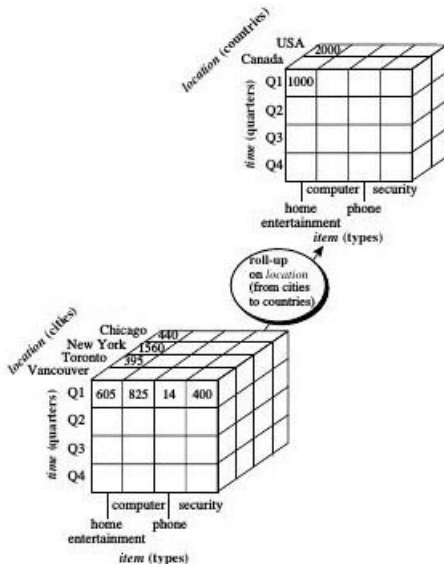 location (countries)
USA
2000
Canada
Q1 1000
Q2
Q3
Q4
time (quarters)
computer security
home phone
entertainment
item (types)
roll-up
on location
(from cities
to countries)
location (cities)
Chicago 440
New York 1560
Toronto 395
Vancouver
Q1 605 825 14 400
Q2
Q3
Q4
time (quarters)
computer security
home phone
entertainment
item (types)